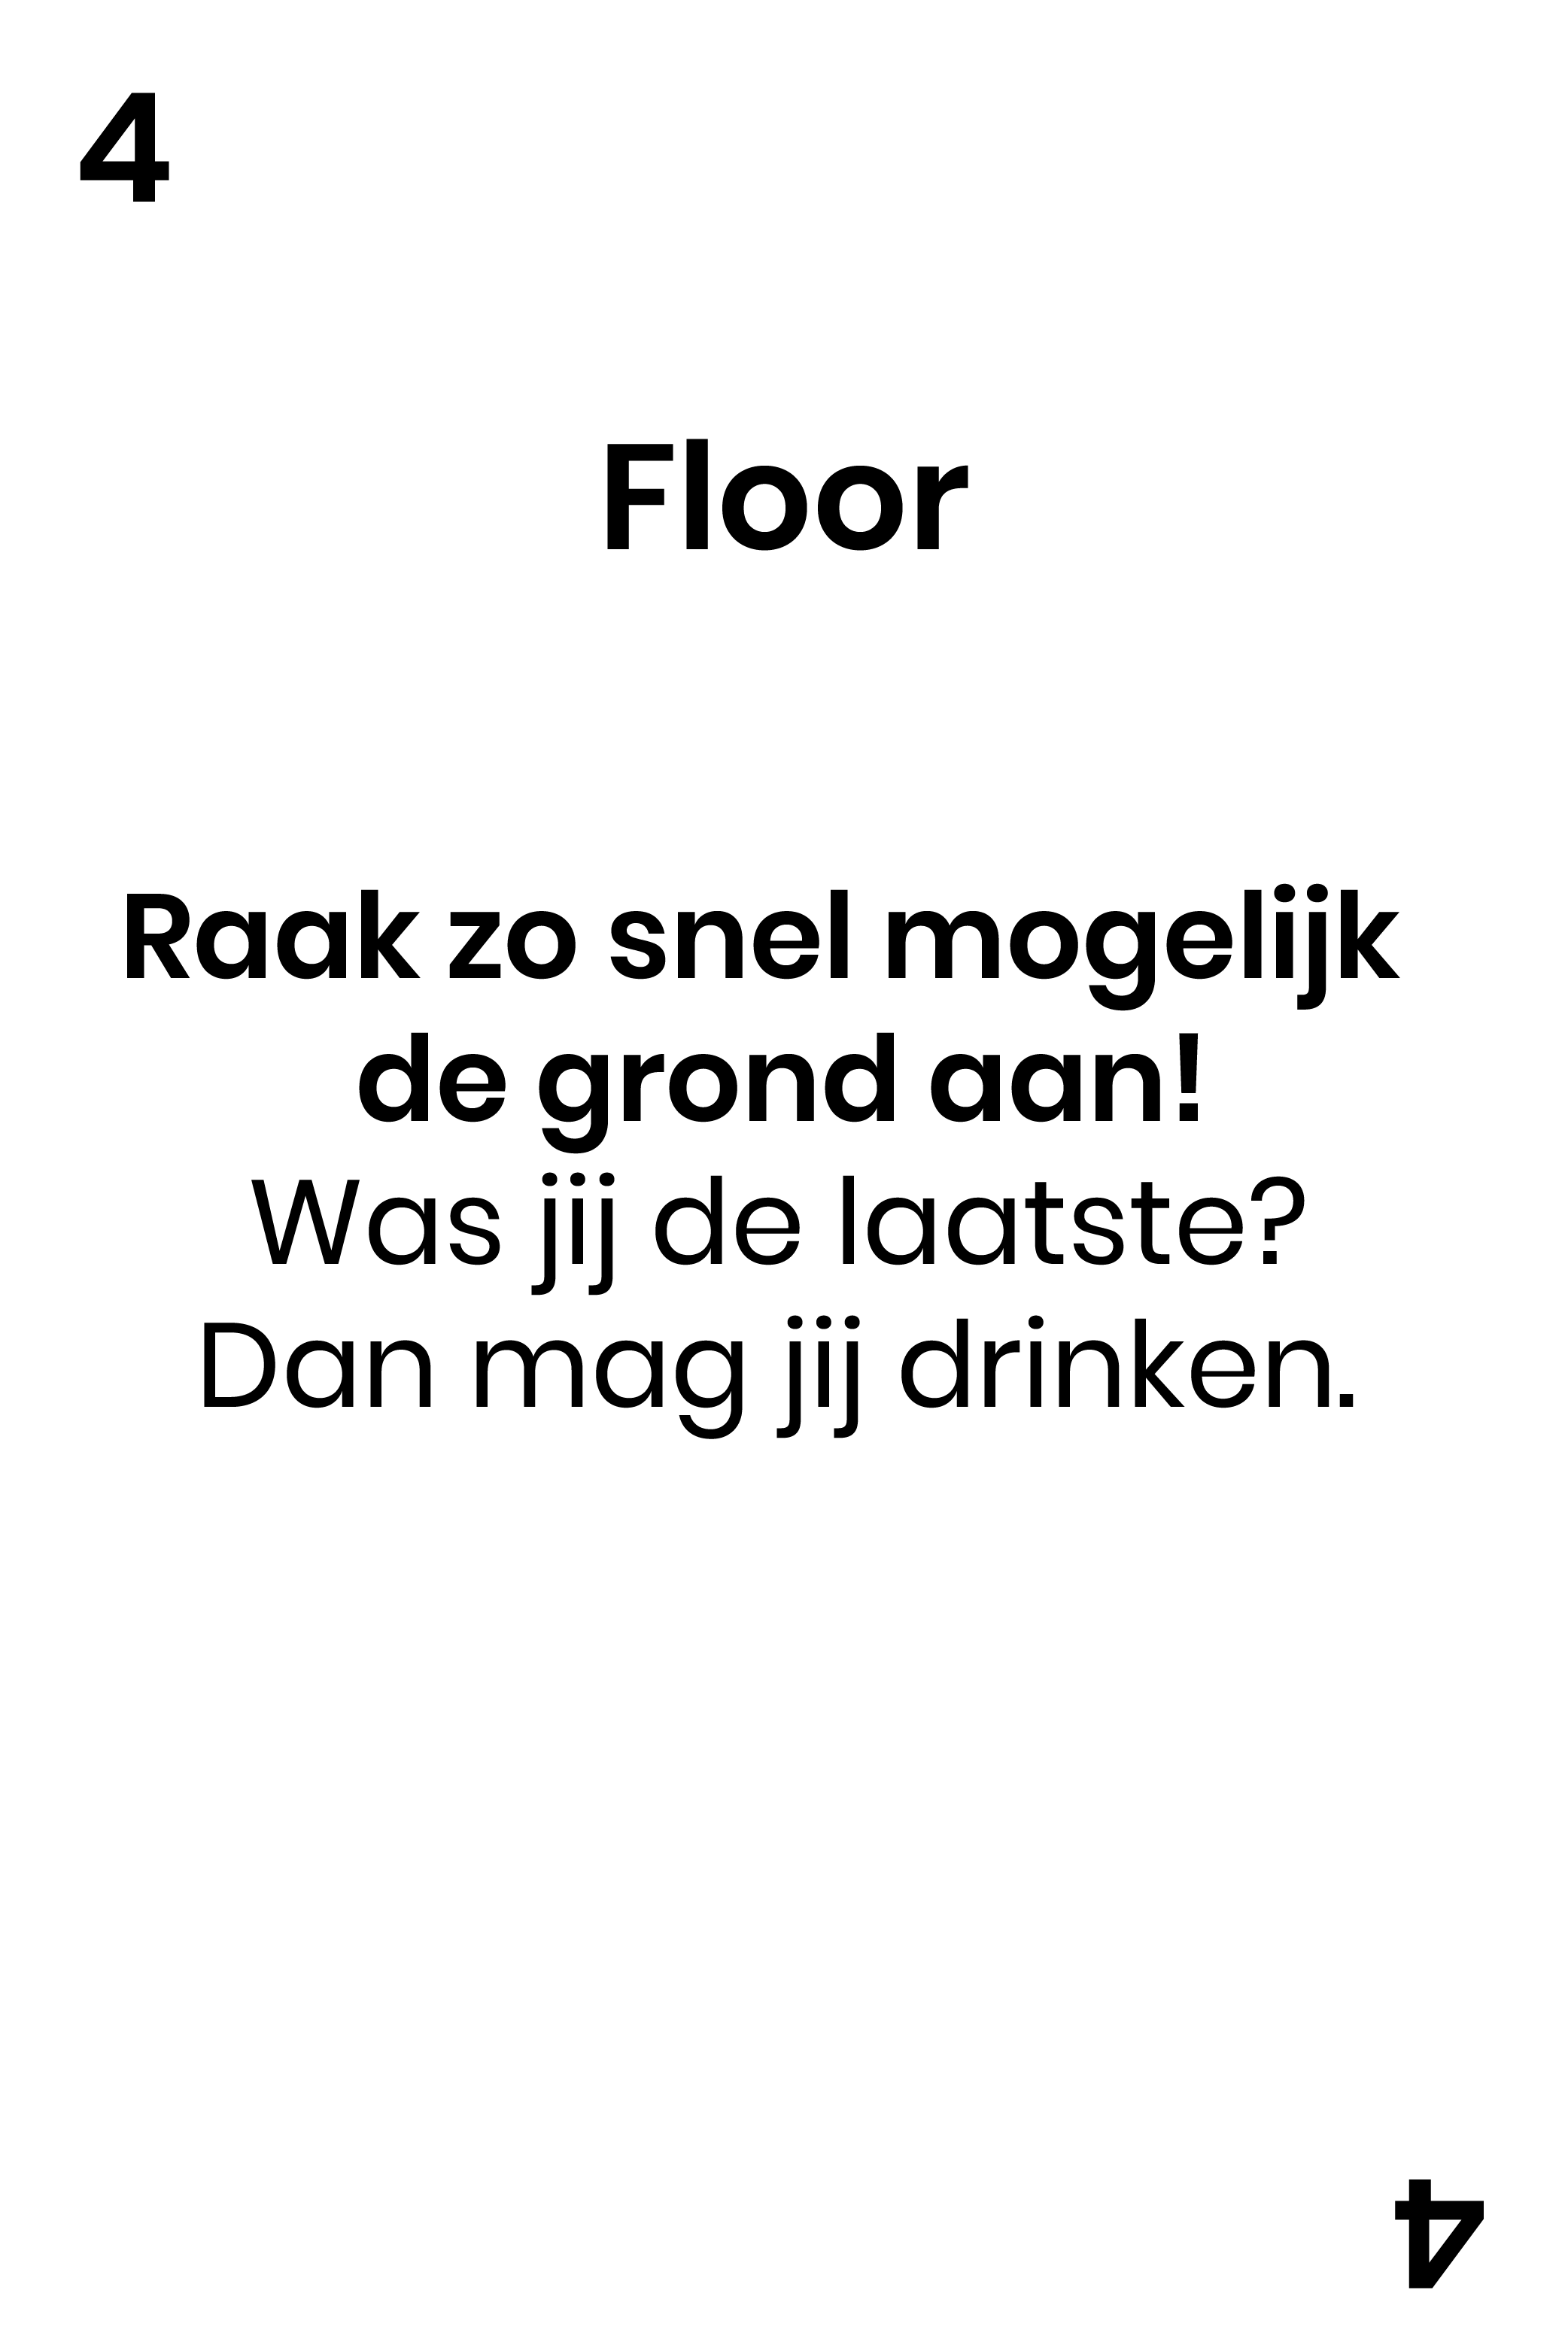 4
Floor
Raak zo snel mogelijk
de grond aan!
Was jij de laatste?
Dan mag jij drinken.
4